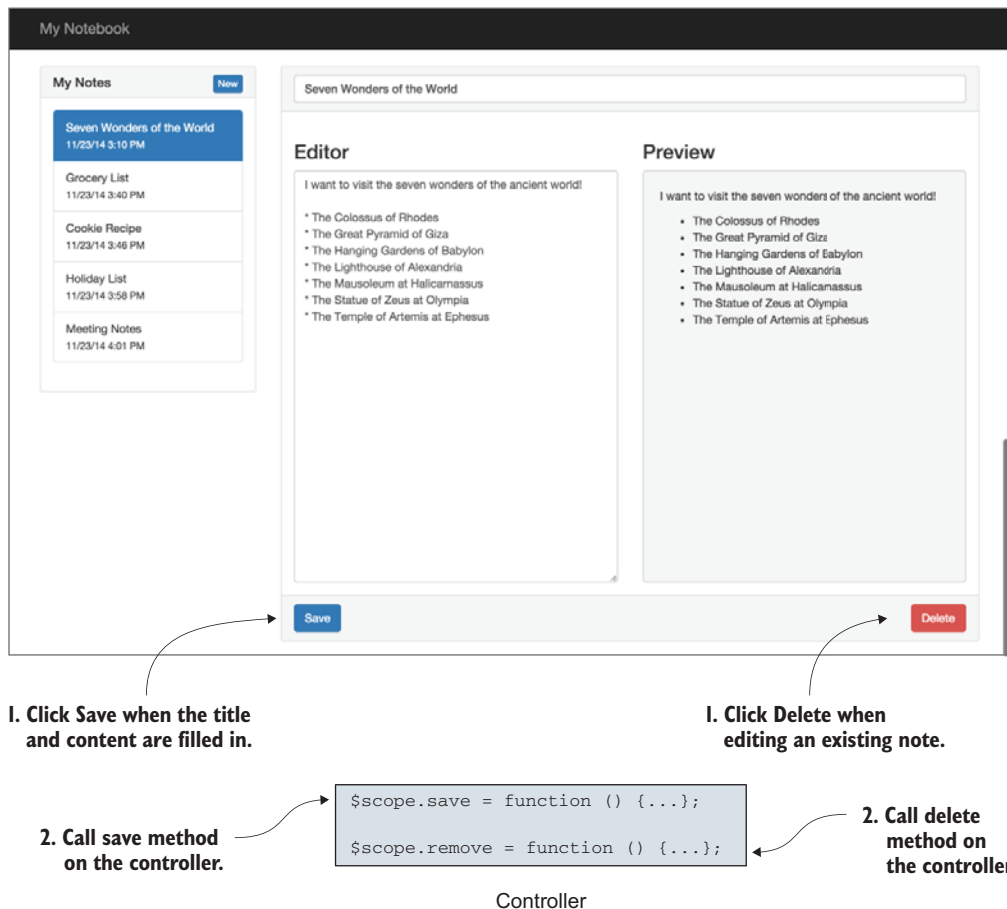 My Notebook
My Notes
New
Seven Wonders of the World
11/23/14 3:10 PM
Grocery List
11/23/14 3:40 PM
Cookie Recipe
11/23/14 3:46 PM
Holiday List
11/23/14 3:58 PM
Meeting Notes
11/23/14 4:01 PM
Seven Wonders of the World
Editor
I want to visit the seven wonders of the ancient world!
* The Colossus of Rhodes
* The Great Pyramid of Giza
* The Hanging Gardens of Babylon
* The Lighthouse of Alexandria
* The Mausoleum at Halicarnassus
* The Statue of Zeus at Olympia
* The Temple of Artemis at Ephesus
Preview
I want to visit the seven wonders of the ancient world!
• The Colossus of Rhodes
• The Great Pyramid of Giza
• The Hanging Gardens of Babylon
• The Lighthouse of Alexandria
• The Mausoleum at Halicarnassus
• The Statue of Zeus at Olympia
• The Temple of Artemis at Ephesus
Save
Delete
1. Click Save when the title
and content are filled in.
1. Click Delete when
editing an existing note.
2. Call save method
on the controller.
$scope.save = function () {...};
$scope.remove = function () {...};
2. Call delete
method on
the controller
Controller